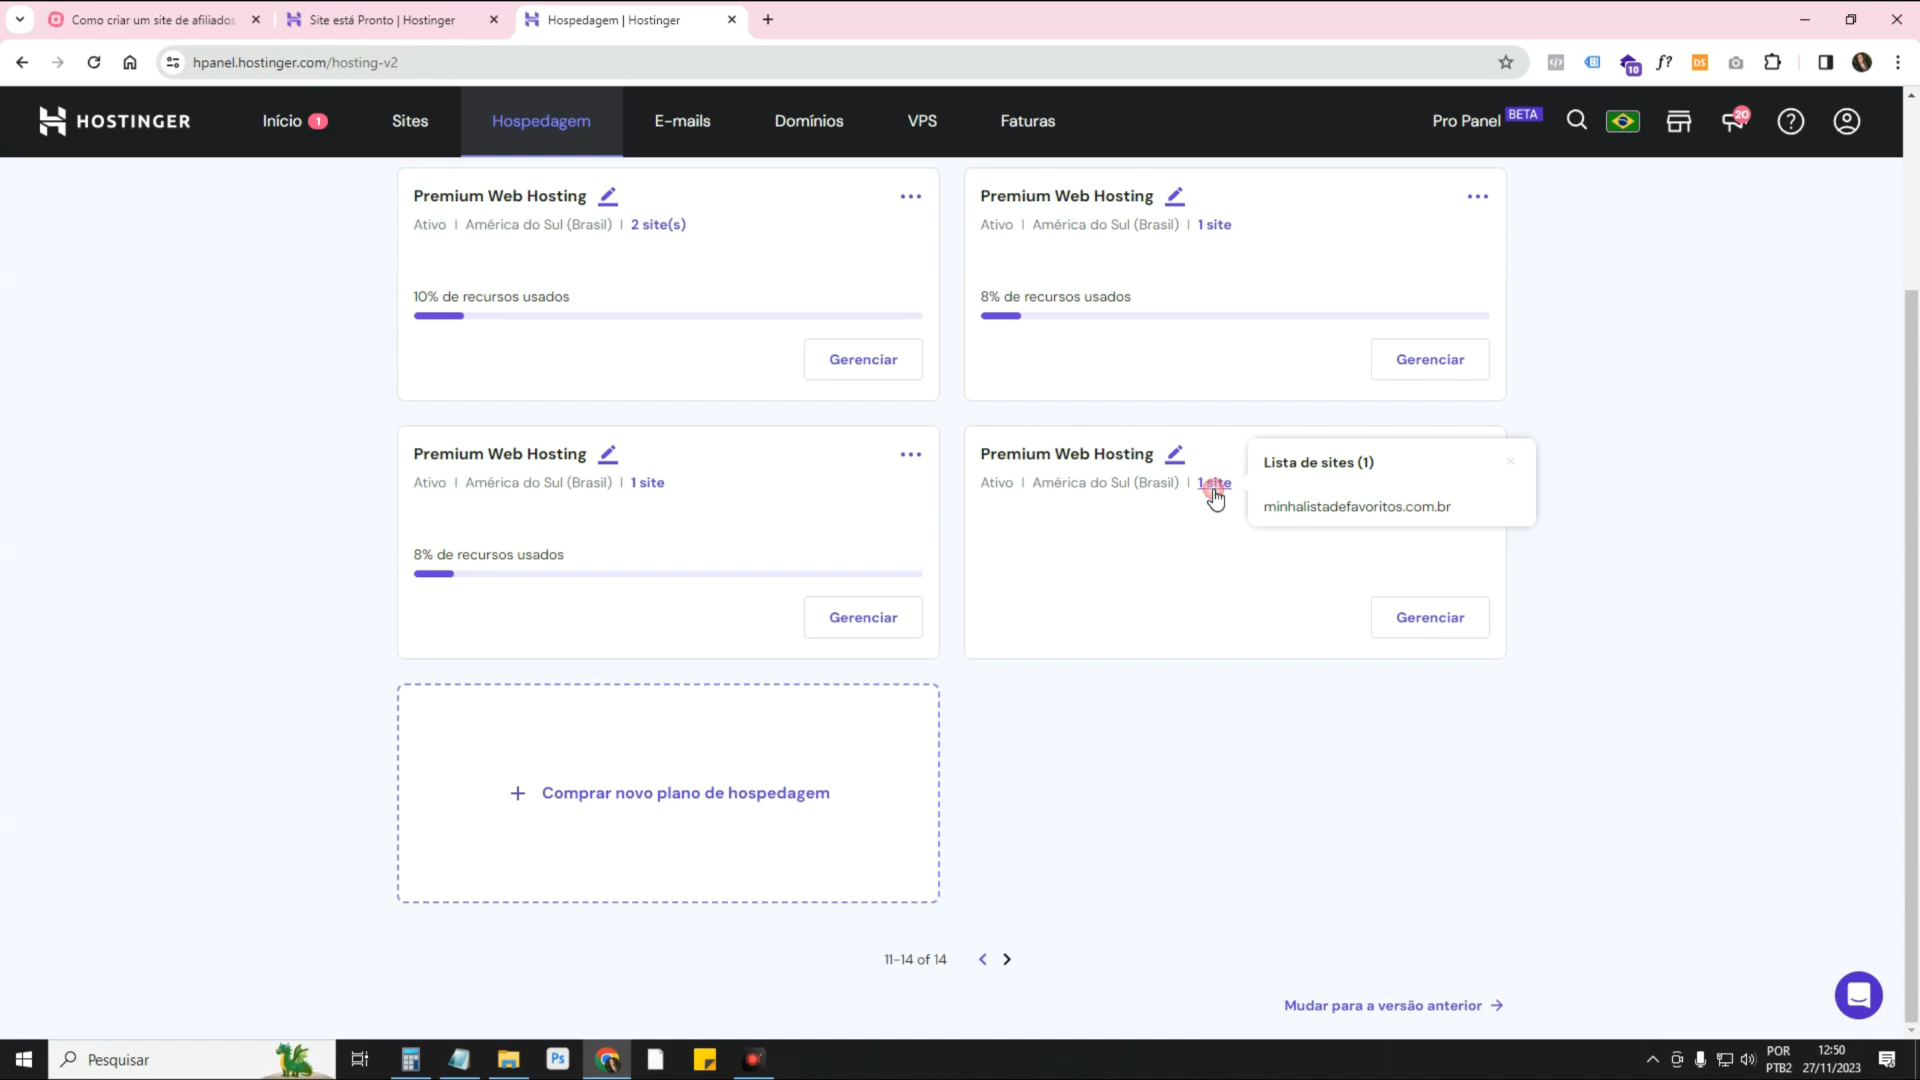 Como criar um site de afiliados
Site está Pronto | Hostinger
Hospedagem | Hostinger
hpanel.hostinger.com/hosting-v2
10
f?
DS
HOSTINGER
Início 1
Sites
Hospedagem
E-mails
Domínios
VPS
Faturas
Pro Panel BETA
20
Premium Web Hosting
Ativo | América do Sul (Brasil) | 2 site(s)
10% de recursos usados
Gerenciar
Premium Web Hosting
Ativo | América do Sul (Brasil) | 1 site
8% de recursos usados
Gerenciar
Premium Web Hosting
Ativo | América do Sul (Brasil) | 1 site
8% de recursos usados
Gerenciar
Premium Web Hosting
Ativo | América do Sul (Brasil) | 1 site
Lista de sites (1)
minhalistadefavoritos.com.br
Gerenciar
+ Comprar novo plano de hospedagem
11-14 of 14
Mudar para a versão anterior →
Pesquisar
Ps
POR
PTB2
12:50
27/11/2023